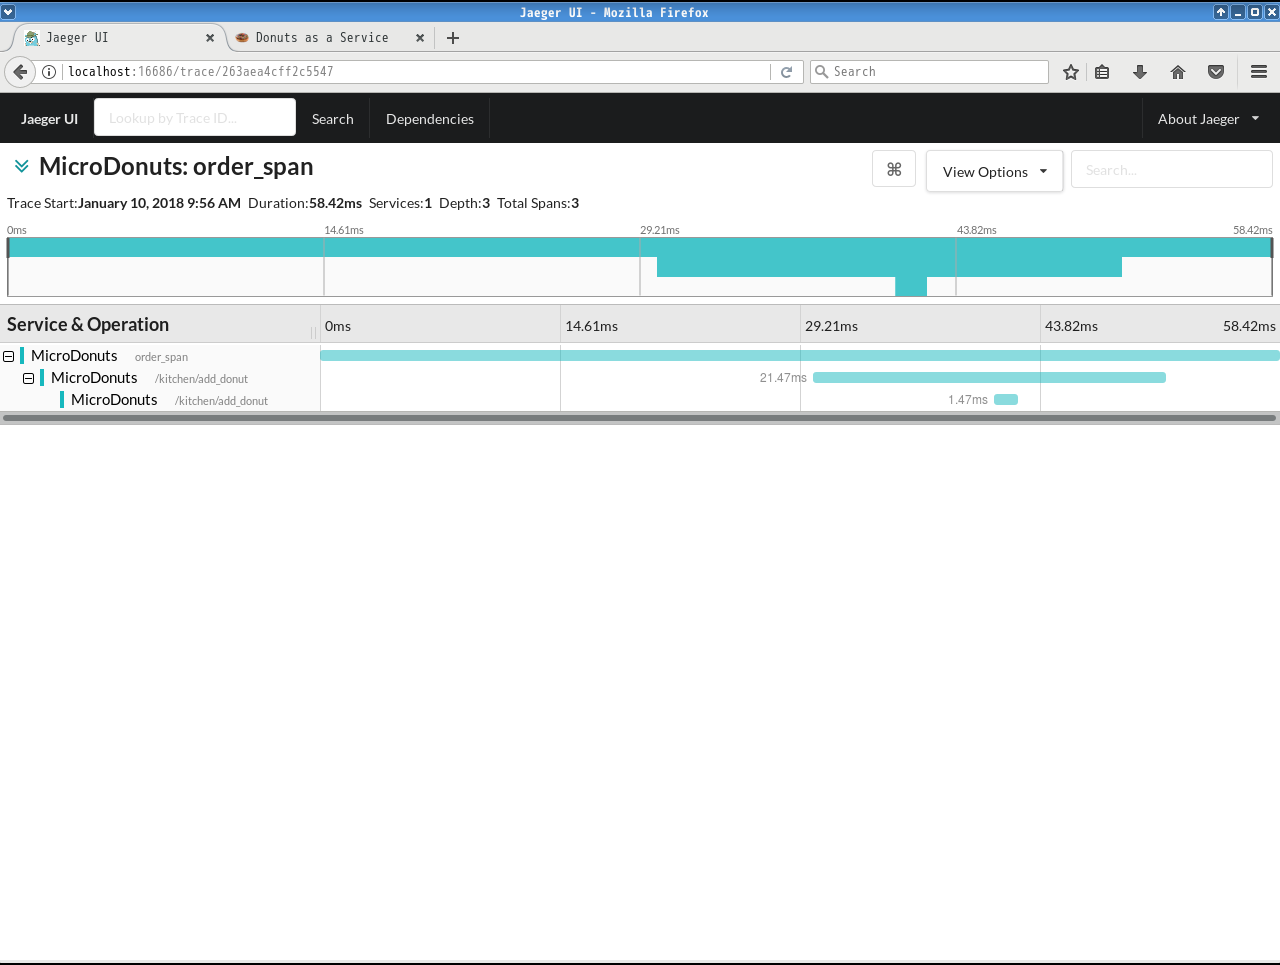 Jaeger UI - Mozilla Firefox
Jaeger UI Donuts as a Service
localhost:16686/trace/263aea4cff2c5547 Search
Jaeger UI Lookup by Trace ID... Search Dependencies About Jaeger
MicroDonuts: order_span ⌘ View Options Search...
Trace Start:January 10, 2018 9:56 AM Duration:58.42ms Services:1 Depth:3 Total Spans:3
0ms 14.61ms 29.21ms 43.82ms 58.42ms
Service & Operation 0ms 14.61ms 29.21ms 43.82ms 58.42ms
MicroDonuts order_span
MicroDonuts /kitchen/add_donut 21.47ms
MicroDonuts /kitchen/add_donut 1.47ms